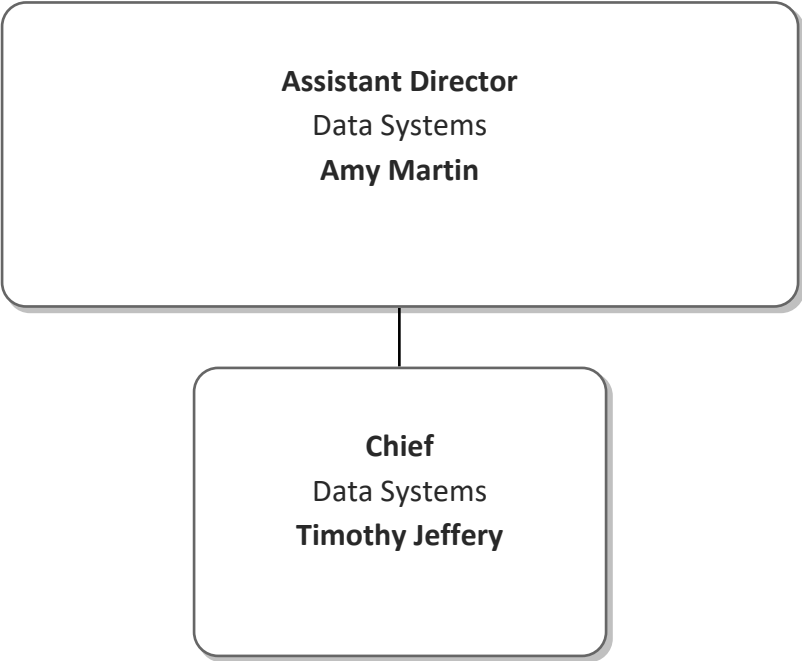 Assistant Director
Data Systems
Amy Martin
Chief
Data Systems
Timothy Jeffery